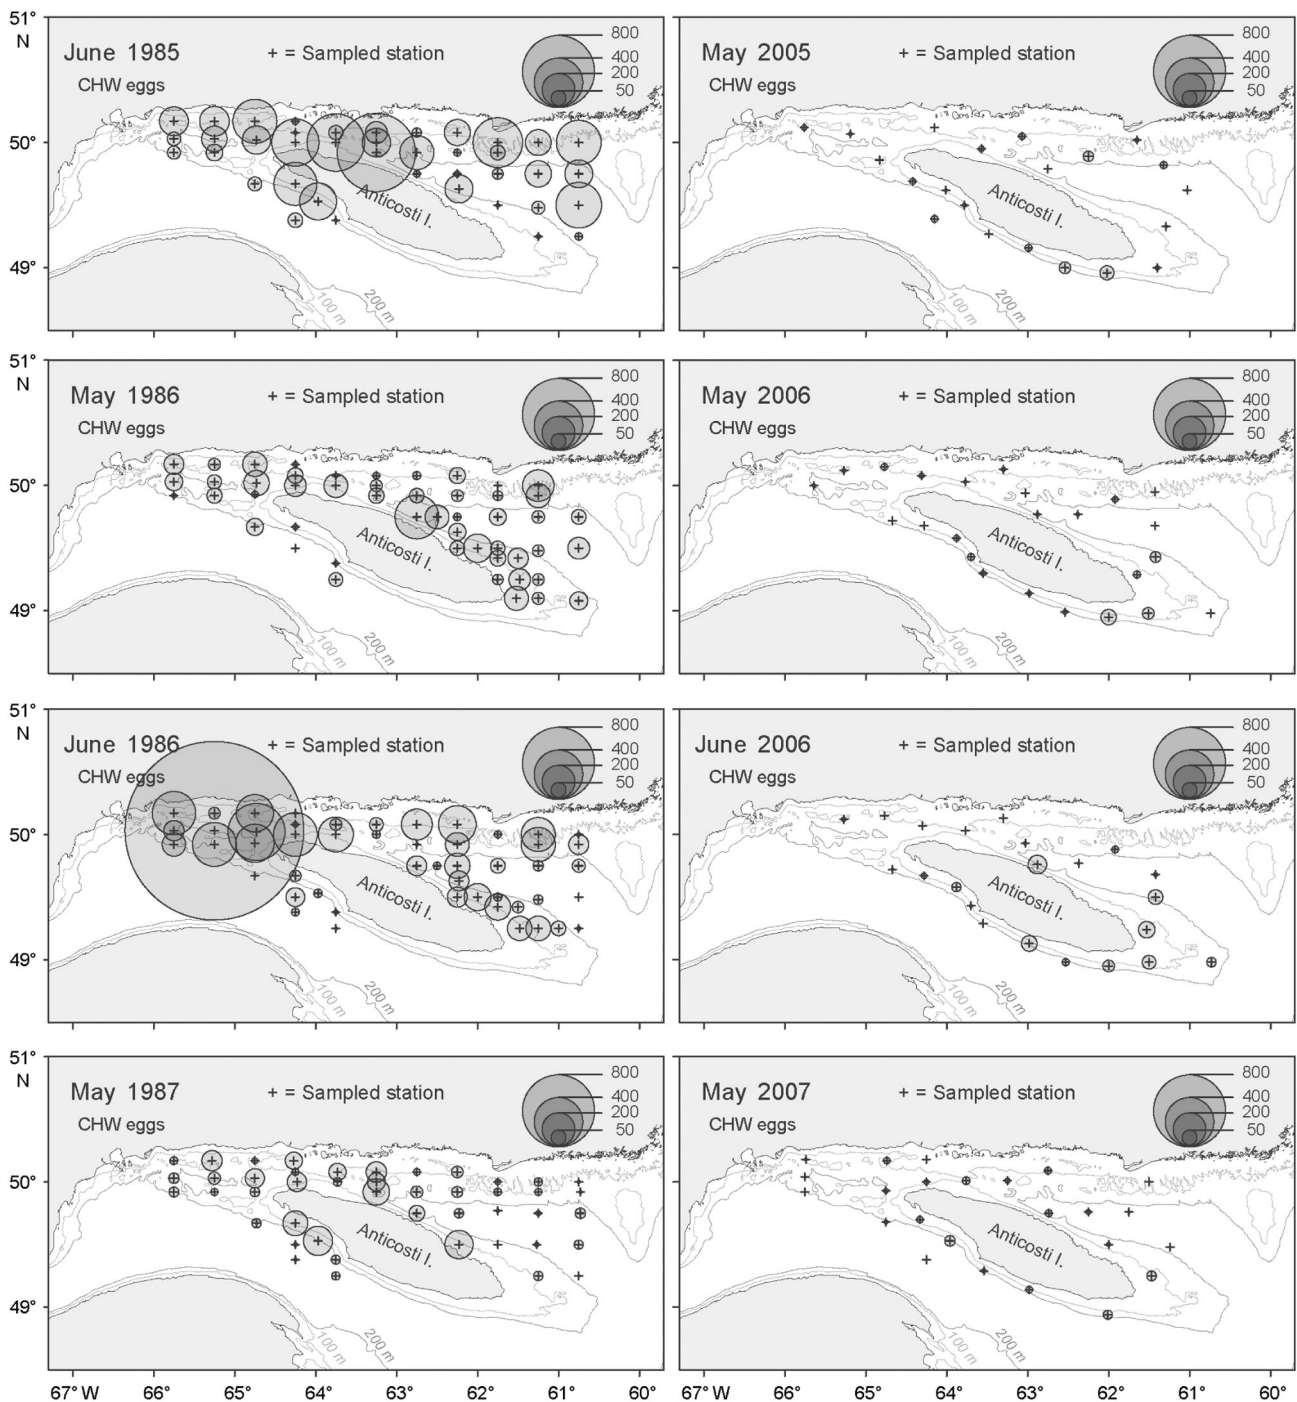 51°
N
50°
49°
June 1985
+ = Sampled station
CHW eggs
800
400
200
50
Anticosti I.
100 m
200 m
May 2005
+ = Sampled station
CHW eggs
800
400
200
50
Anticosti I.
100 m
200 m
51°
N
50°
49°
May 1986
+ = Sampled station
CHW eggs
800
400
200
50
Anticosti I.
100 m
200 m
May 2006
+ = Sampled station
CHW eggs
800
400
200
50
Anticosti I.
100 m
200 m
51°
N
50°
49°
June 1986
+ = Sampled station
CHW eggs
800
400
200
50
Anticosti I.
100 m
200 m
June 2006
+ = Sampled station
CHW eggs
800
400
200
50
Anticosti I.
100 m
200 m
51°
N
50°
49°
May 1987
+ = Sampled station
CHW eggs
800
400
200
50
Anticosti I.
100 m
200 m
May 2007
+ = Sampled station
CHW eggs
800
400
200
50
Anticosti I.
100 m
200 m
67° W 66° 65° 64° 63° 62° 61° 60°
67° W 66° 65° 64° 63° 62° 61° 60°